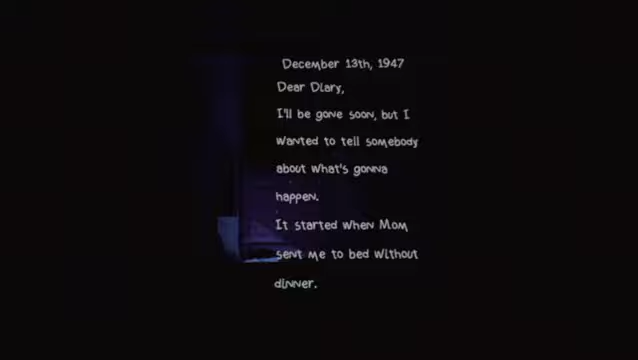 December 13th, 1947
Dear Diary,
I'll be gone soon, but I
wanted to tell somebody
about what's gonna
happen.
It started when Mom
sent me to bed without
dinner.